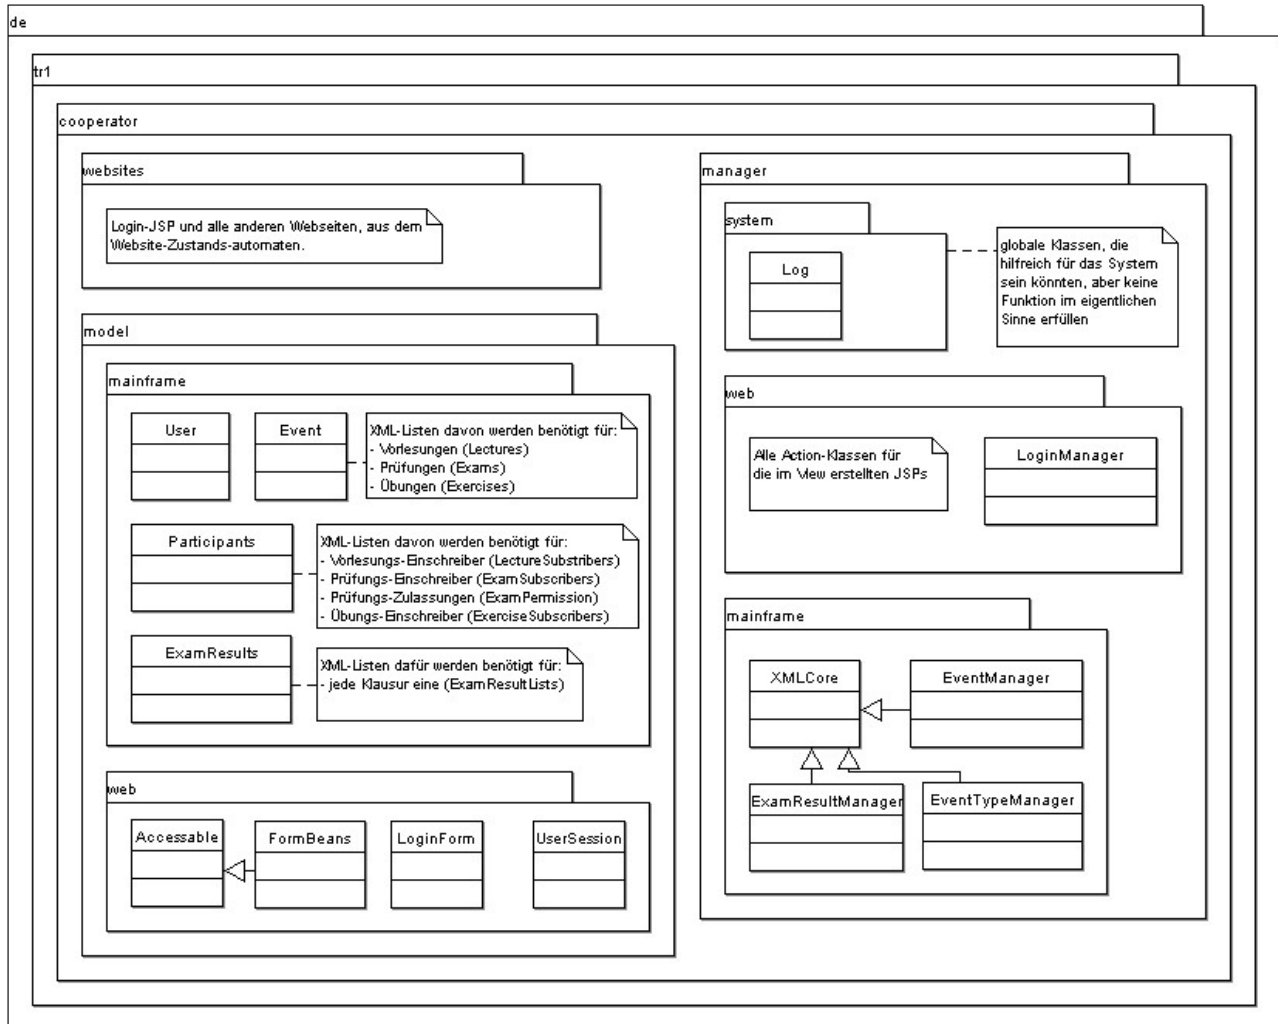 de
tr1
cooperator
websites
Login-JSP und alle anderen Webseiten, aus dem
Website-Zustands-automaten.
model
mainframe
User
Event
XML-Listen davon werden benötigt für:
- Vorlesungen (Lectures)
- Prüfungen (Exams)
- Übungen (Exercises)
Participants
XML-Listen davon werden benötigt für:
- Vorlesungs-Einschreiber (LectureSubstribers)
- Prüfungs-Einschreiber (ExamSubscribers)
- Prüfungs-Zulassungen (ExamPermission)
- Übungs-Einschreiber (ExerciseSubscribers)
ExamResults
XML-Listen dafür werden benötigt für:
- jede Klausur eine (ExamResultLists)
web
Accessable
FormBeans
LoginForm
UserSession
manager
system
Log
globale Klassen, die
hilfreich für das System
sein könnten, aber keine
Funktion im eigentlichen
Sinne erfüllen
web
Alle Action-Klassen für
die im View erstellten JSPs
LoginManager
mainframe
XMLCore
EventManager
ExamResultManager
EventTypeManager